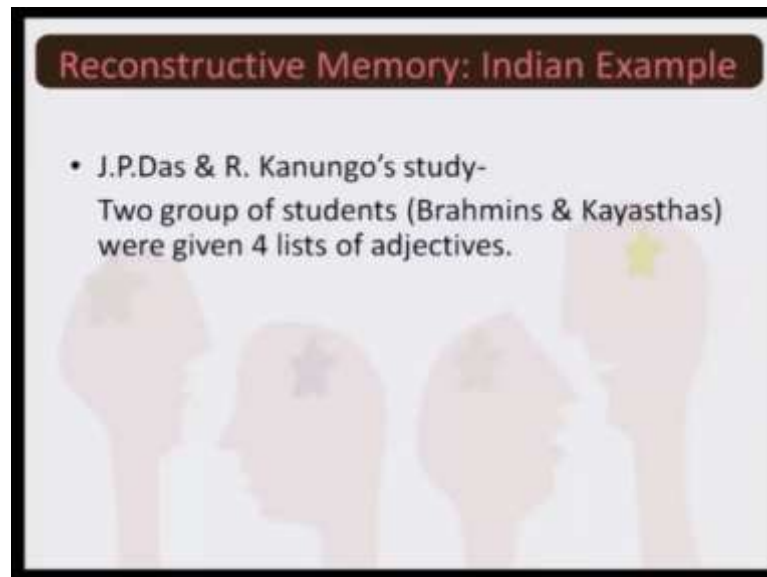 Reconstructive Memory: Indian Example
• J.P.Das & R. Kanungo's study-
Two group of students (Brahmins & Kayasthas)
were given 4 lists of adjectives.